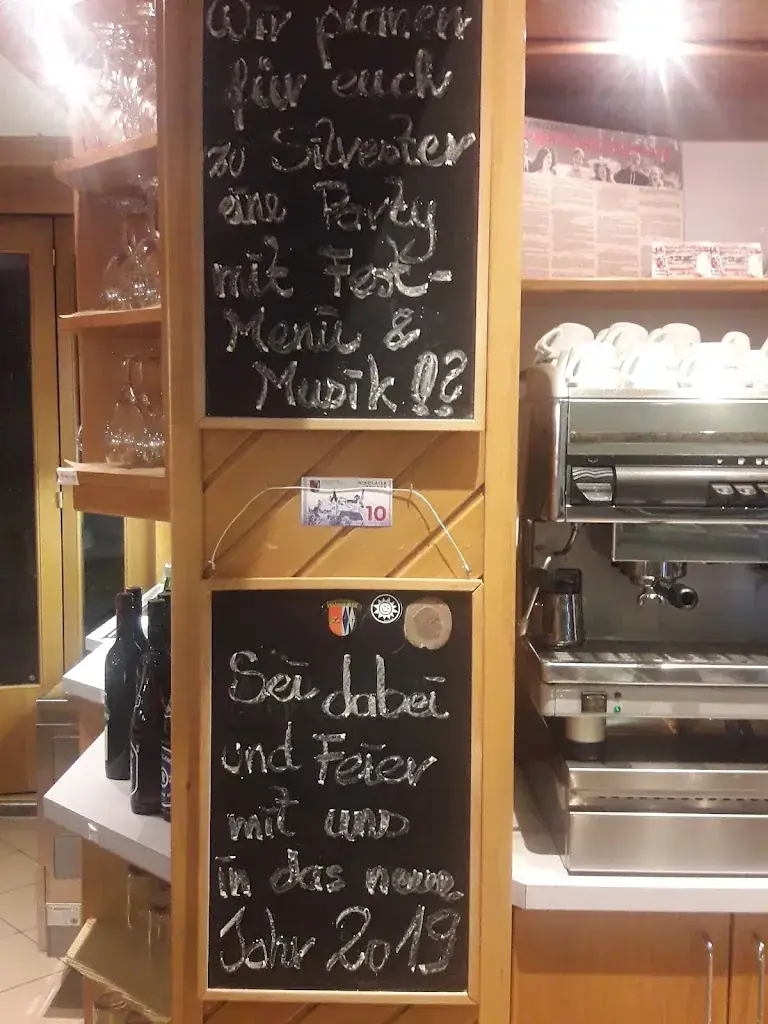 Wir planen
für euch
zu Silvester
eine Party
mit Fest-
Menü &
Musik !?
10
Sei dabei
und Feier
mit uns
in das neue
Jahr 2019